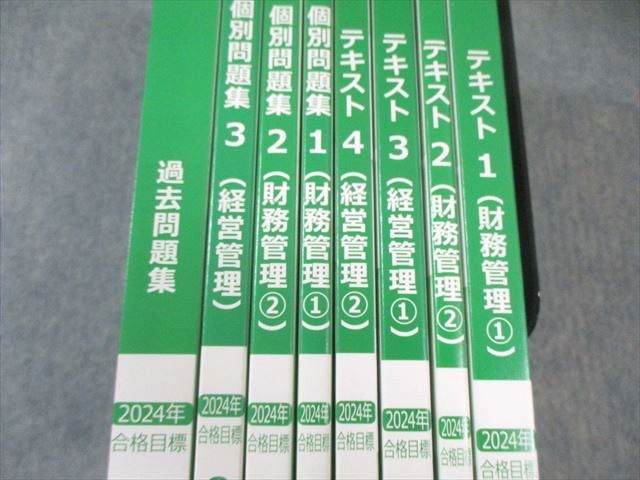 過去問題集
2024年
合格目標
個別問題集 3 (経営管理)
2024年
合格目標
個別問題集 2 (財務管理②)
2024年
合格目標
個別問題集 1 (財務管理①)
2024年
合格目標
テキスト 4 (経営管理②)
2024年
合格目標
テキスト 3 (経営管理①)
2024年
合格目標
テキスト 2 (財務管理②)
2024年
合格目標
テキスト 1 (財務管理①)
2024年
合格目標